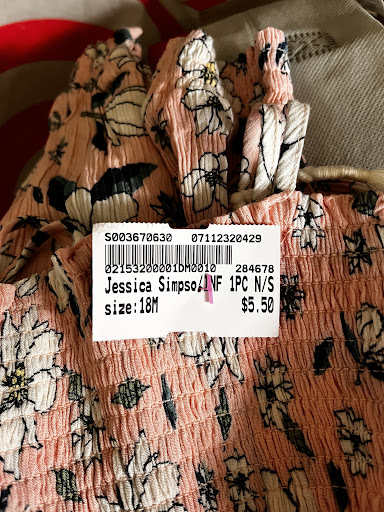 S003670630 07112320429
02153200001DM0010 284678
Jessica Simpso/INF 1PC N/S
size:18M $5.50